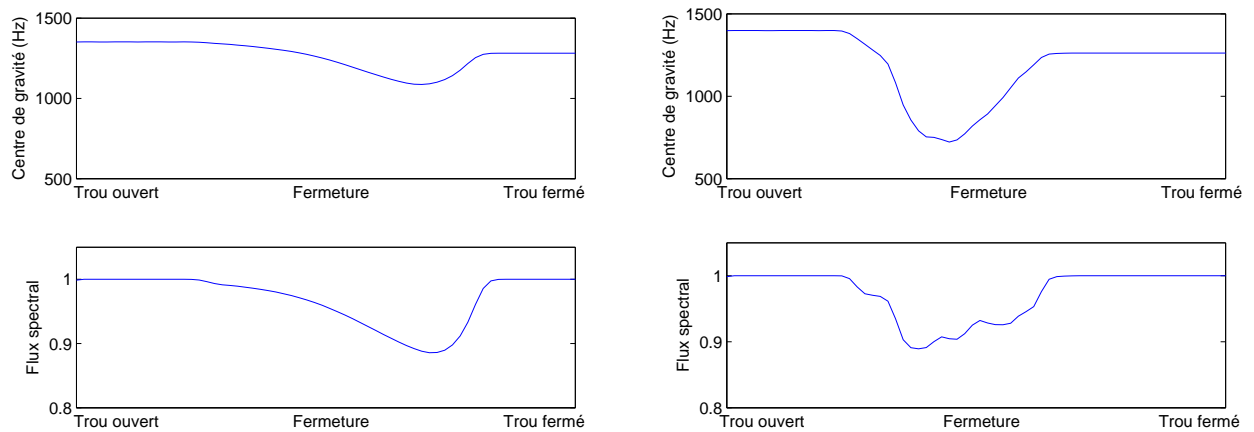 1500
1000
500
Centre de gravité (Hz)
Trou ouvert Fermeture Trou fermé
1500
1000
500
Centre de gravité (Hz)
Trou ouvert Fermeture Trou fermé
1
0.9
0.8
Flux spectral
Trou ouvert Fermeture Trou fermé
1
0.9
0.8
Flux spectral
Trou ouvert Fermeture Trou fermé